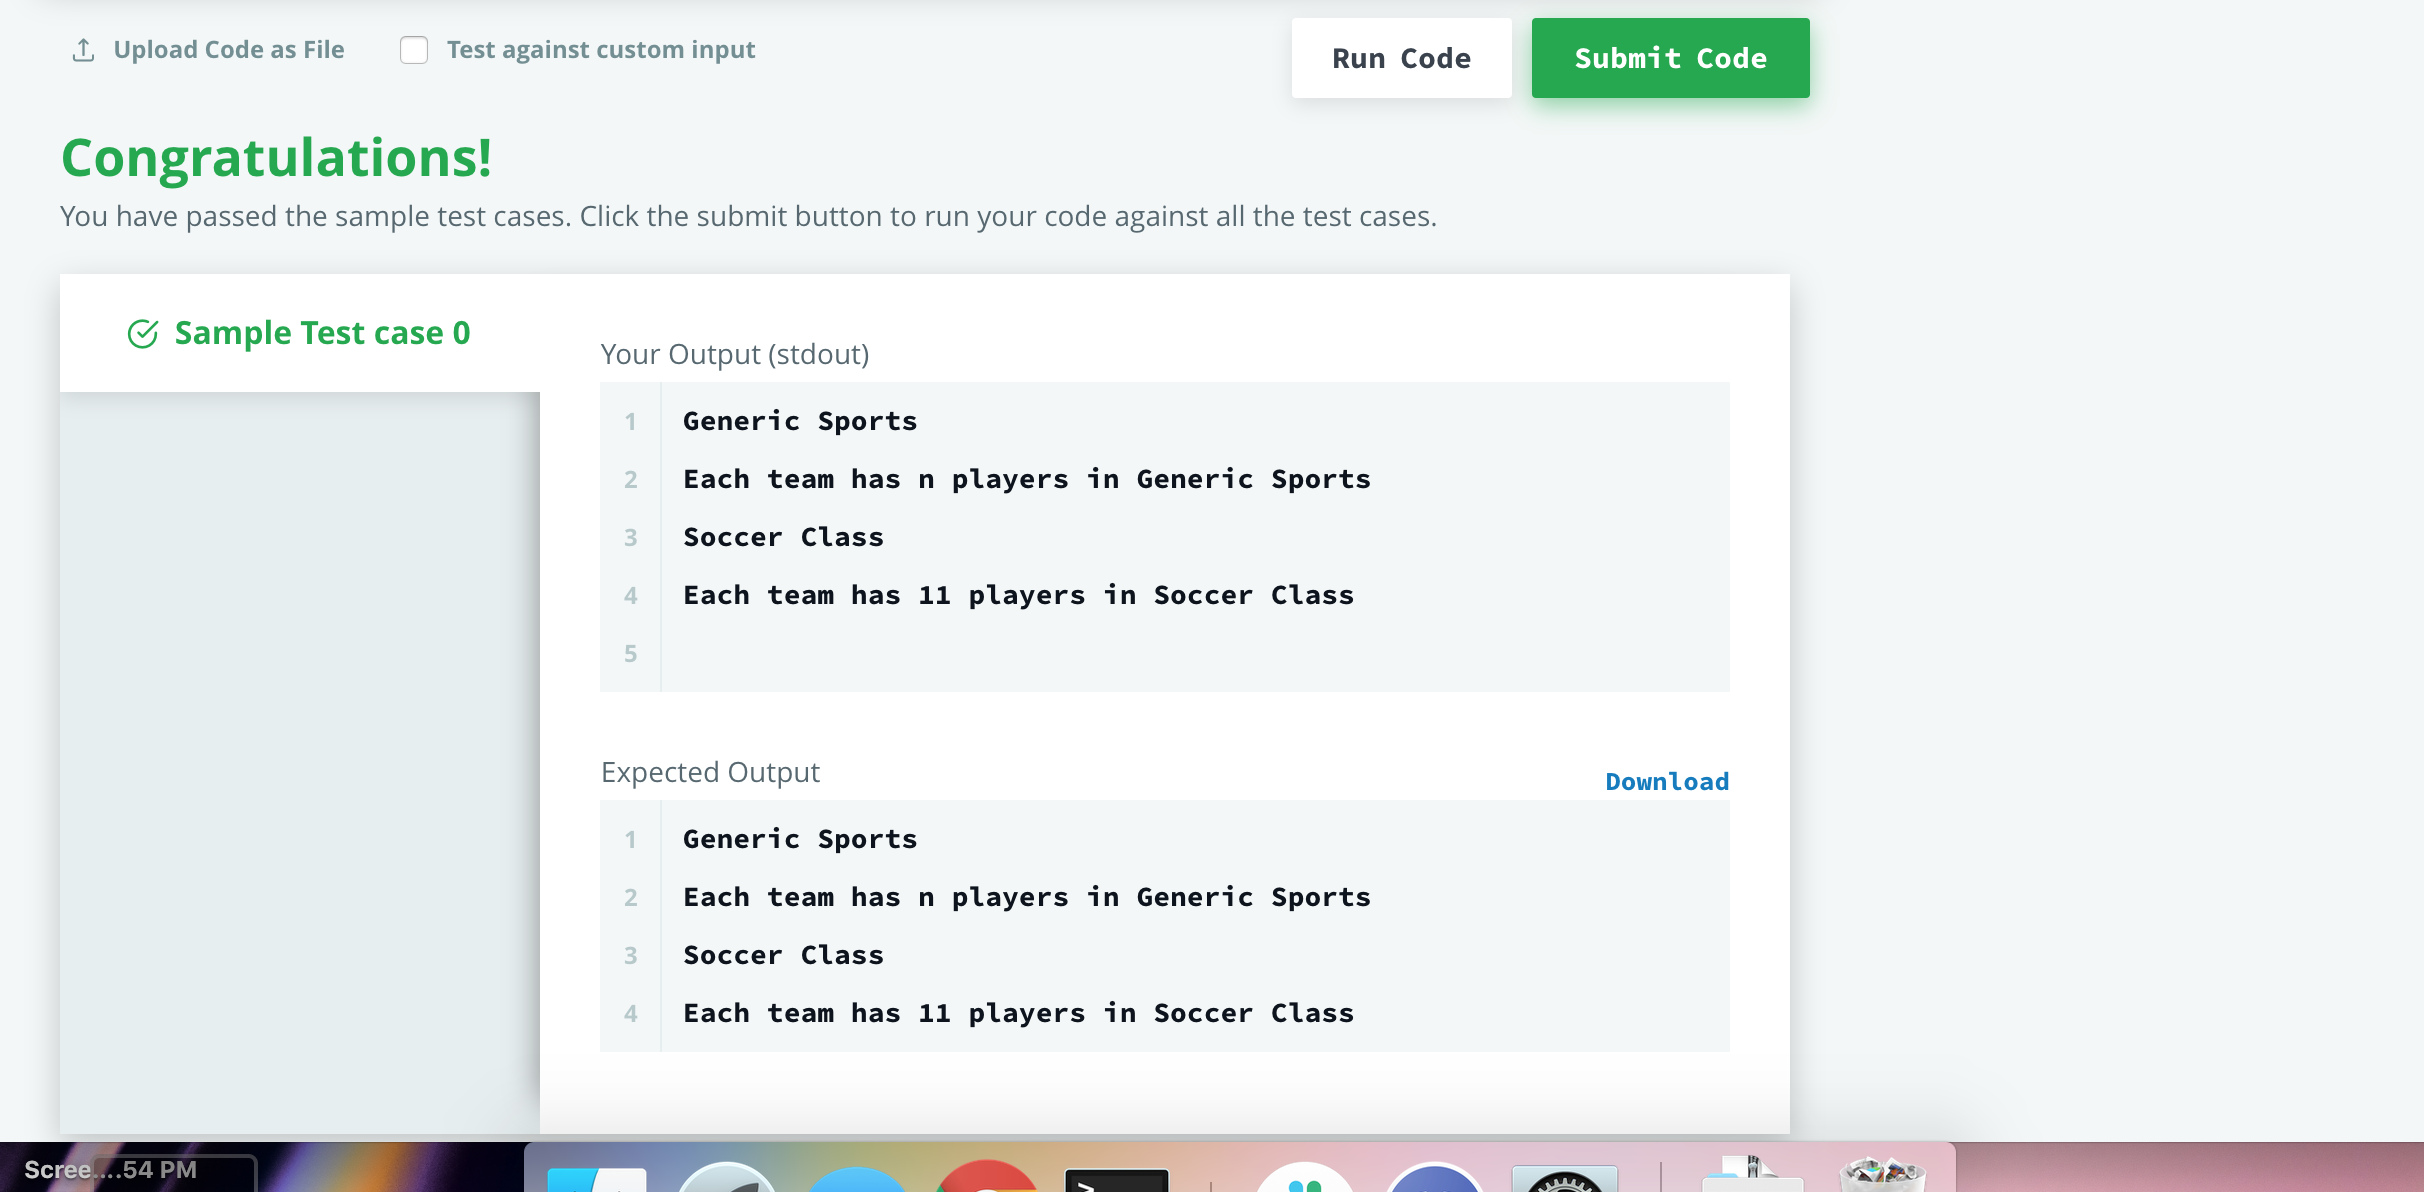 Upload Code as File
Test against custom input
Run Code
Submit Code
Congratulations!
You have passed the sample test cases. Click the submit button to run your code against all the test cases.
Sample Test case 0
Your Output (stdout)
1 Generic Sports
2 Each team has n players in Generic Sports
3 Soccer Class
4 Each team has 11 players in Soccer Class
5
Expected Output
Download
1 Generic Sports
2 Each team has n players in Generic Sports
3 Soccer Class
4 Each team has 11 players in Soccer Class
Scree....54 PM